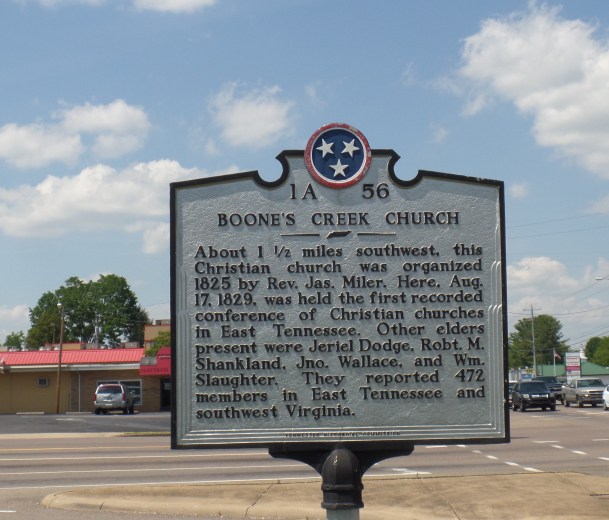 1A 56
BOONE'S CREEK CHURCH
About 1 1/2 miles southwest, this
Christian church was organized
1825 by Rev. Jas. Miler. Here, Aug.
17, 1829, was held the first recorded
conference of Christian churches
in East Tennessee. Other elders
present were Jeriel Dodge, Robt. M.
Shankland, Jno. Wallace, and Wm.
Slaughter. They reported 472
members in East Tennessee and
southwest Virginia.
TENNESSEE HISTORICAL COMMISSION